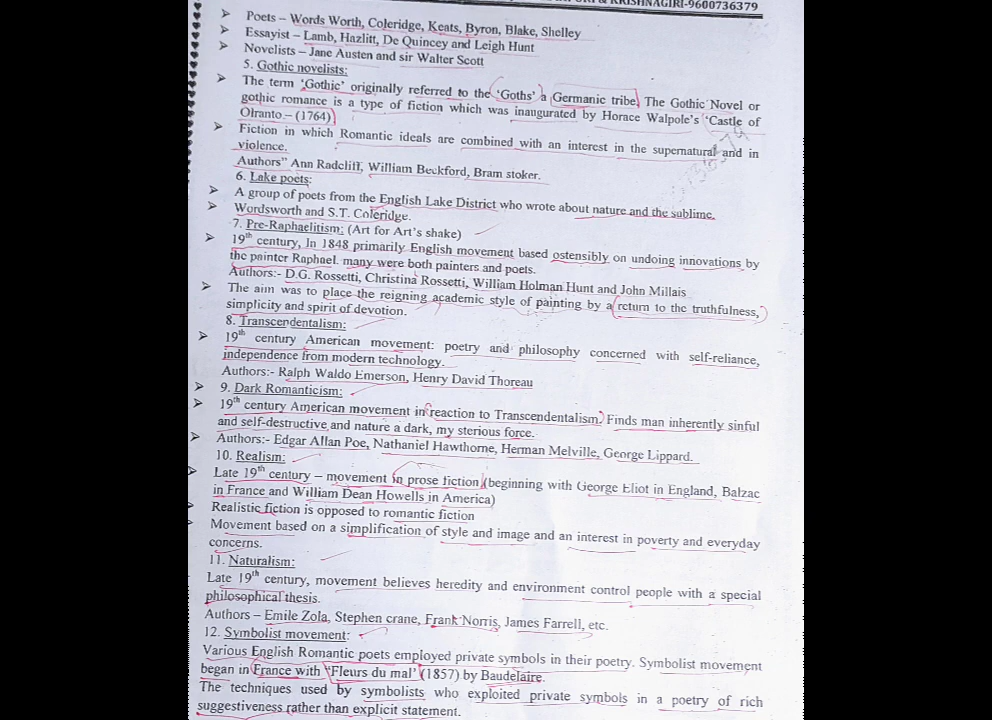 & KRISHNAGIRI-9600736379
➢ Poets – Words Worth, Coleridge, Keats, Byron, Blake, Shelley
➢ Essayist – Lamb, Hazlitt, De Quincey and Leigh Hunt
➢ Novelists – Jane Austen and sir Walter Scott
5. Gothic novelists:
➢ The term ‘Gothic’ originally referred to the ‘Goths’ a Germanic tribe. The Gothic Novel or
gothic romance is a type of fiction which was inaugurated by Horace Walpole’s ‘Castle of
Olranto – (1764)
➢ Fiction in which Romantic ideals are combined with an interest in the supernatural and in
violence.
Authors” Ann Radcliff, William Beckford, Bram stoker.
6. Lake poets:
➢ A group of poets from the English Lake District who wrote about nature and the sublime.
➢ Wordsworth and S.T. Coleridge.
7. Pre-Raphaelitism: (Art for Art’s shake)
➢ 19th century, In 1848 primarily English movement based ostensibly on undoing innovations by
the painter Raphael. many were both painters and poets.
Authors:- D.G. Rossetti, Christina Rossetti, William Holman Hunt and John Millais
➢ The aim was to place the reigning academic style of painting by a return to the truthfulness,
simplicity and spirit of devotion.
8. Transcendentalism:
➢ 19th century American movement: poetry and philosophy concerned with self-reliance,
independence from modern technology.
Authors:- Ralph Waldo Emerson, Henry David Thoreau
➢ 9. Dark Romanticism:
➢ 19th century American movement in reaction to Transcendentalism. Finds man inherently sinful
and self-destructive and nature a dark, my sterious force.
➢ Authors:- Edgar Allan Poe, Nathaniel Hawthorne, Herman Melville, George Lippard.
10. Realism:
➢ Late 19th century – movement in prose fiction (beginning with George Eliot in England, Balzac
in France and William Dean Howells in America)
➢ Realistic fiction is opposed to romantic fiction
➢ Movement based on a simplification of style and image and an interest in poverty and everyday
concerns.
11. Naturalism:
Late 19th century, movement believes heredity and environment control people with a special
philosophical thesis.
Authors – Emile Zola, Stephen crane, Frank Norris, James Farrell, etc.
12. Symbolist movement:
Various English Romantic poets employed private symbols in their poetry. Symbolist movement
began in France with ‘Fleurs du mal’ (1857) by Baudelaire.
The techniques used by symbolists who exploited private symbols in a poetry of rich
suggestiveness rather than explicit statement.